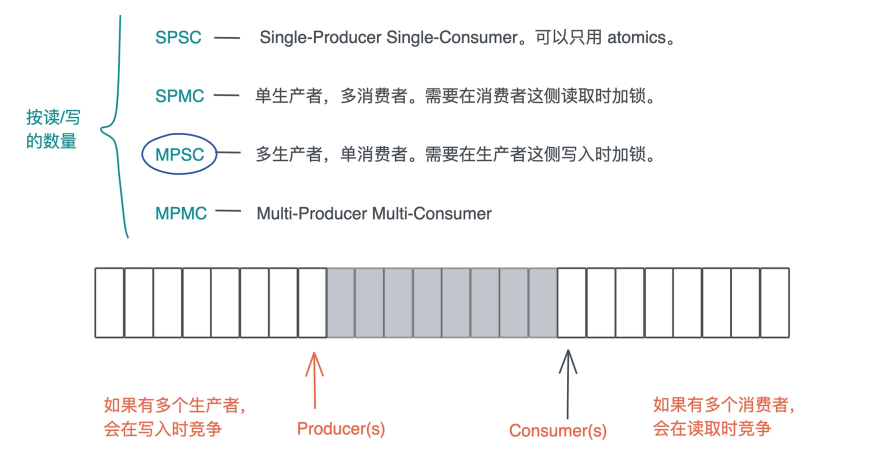 SPSC — Single-Producer Single-Consumer。可以只用 atomics。
SPMC — 单生产者，多消费者。需要在消费者这侧读取时加锁。
按读/写
的数量
MPSC — 多生产者，单消费者。需要在生产者这侧写入时加锁。
MPMC — Multi-Producer Multi-Consumer
如果有多个生产者，
会在写入时竞争
Producer(s)
Consumer(s)
如果有多个消费者，
会在读取时竞争